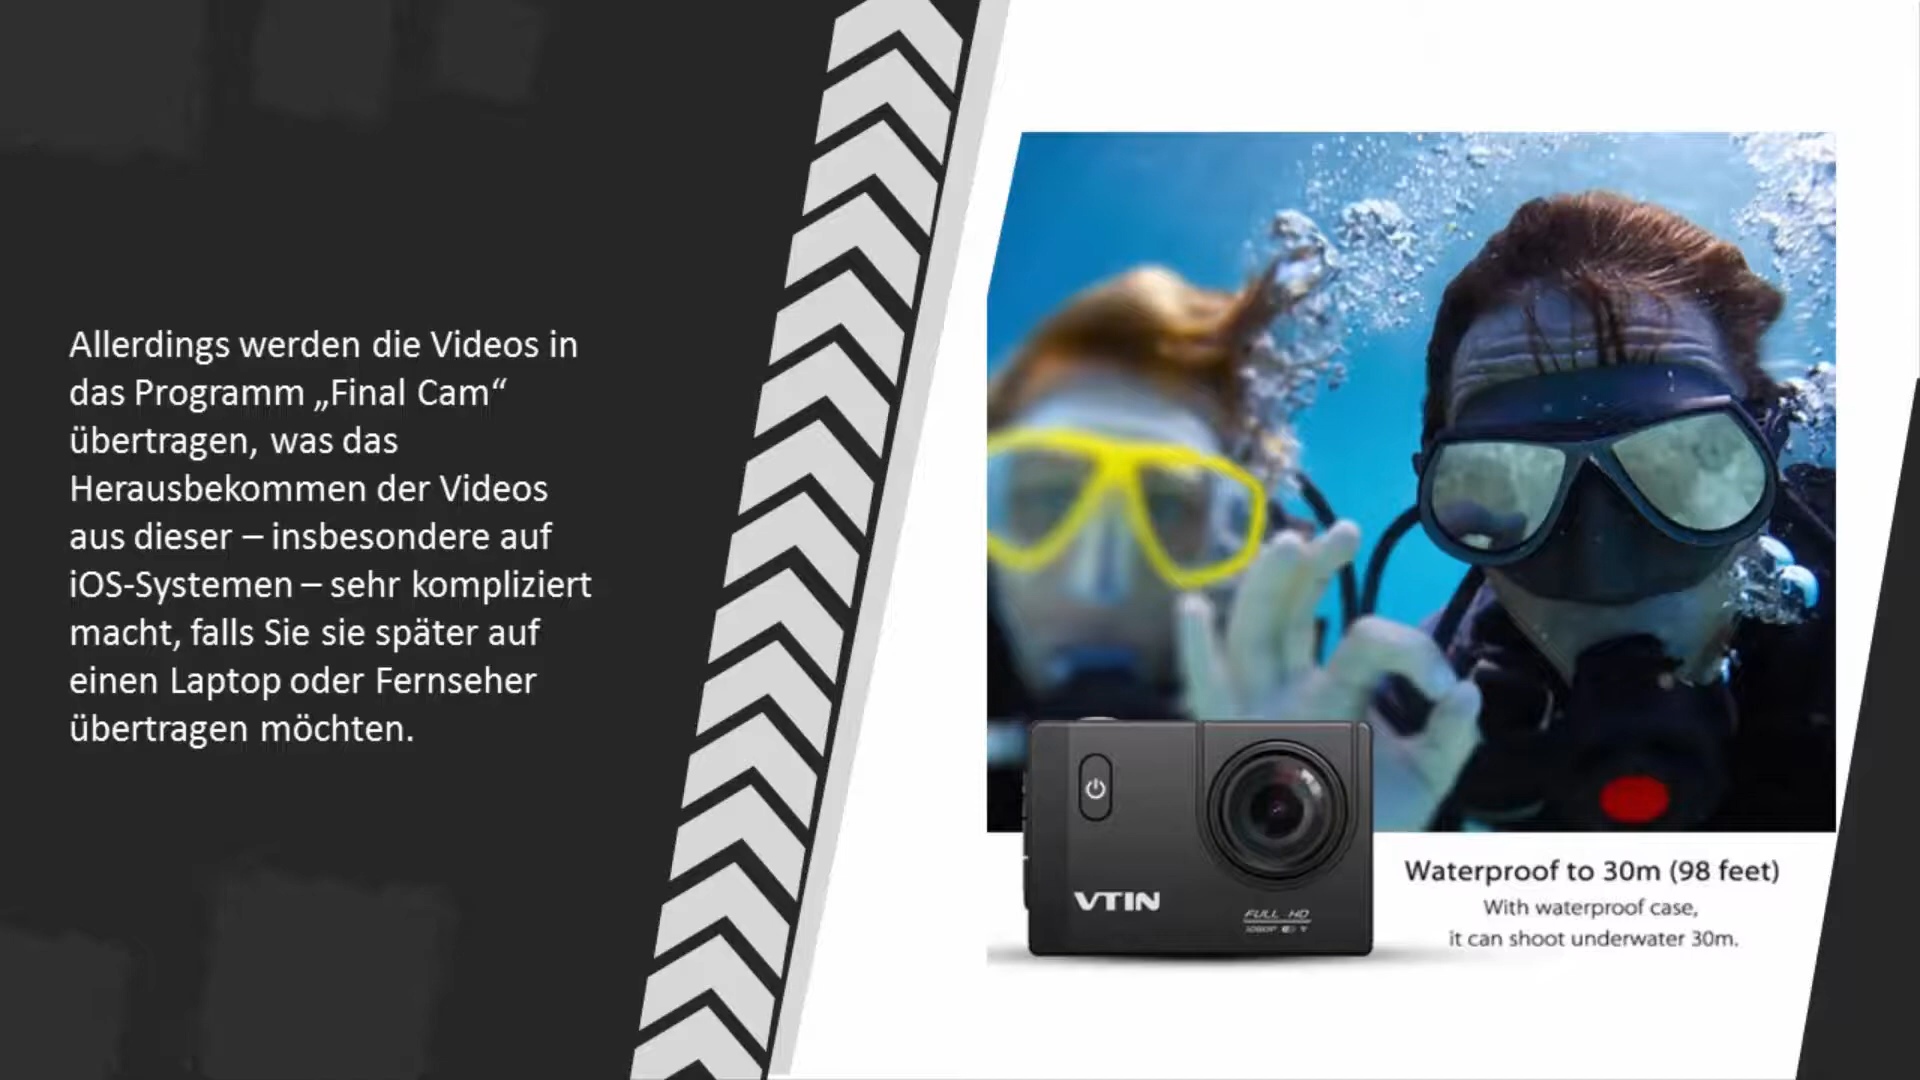 Allerdings werden die Videos in
das Programm „Final Cam“
übertragen, was das
Herausbekommen der Videos
aus dieser – insbesondere auf
iOS-Systemen – sehr kompliziert
macht, falls Sie sie später auf
einen Laptop oder Fernseher
übertragen möchten.
VTIN
FULL HD
1080P
Waterproof to 30m (98 feet)
With waterproof case,
it can shoot underwater 30m.